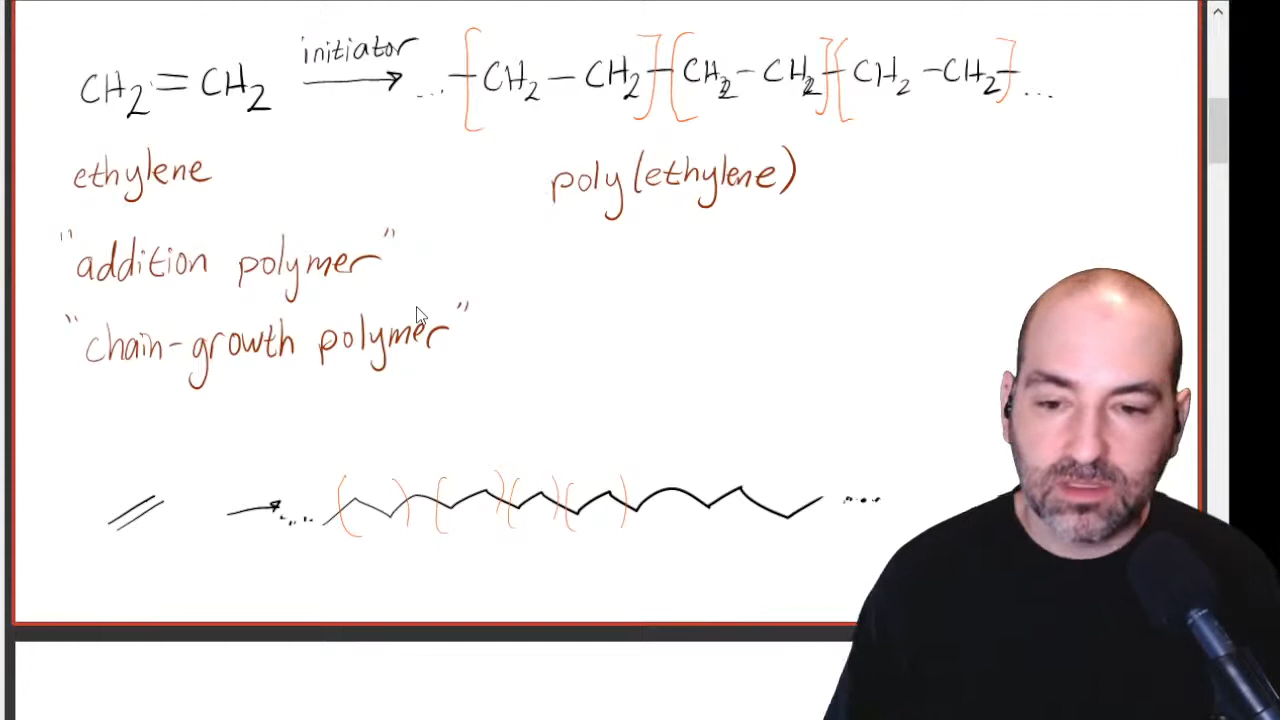 CH2=CH2 initiator → ... –[CH2–CH2]–[CH2–CH2]–[CH2–CH2]– ...
ethylene poly(ethylene)
"addition polymer"
"chain-growth polymer"